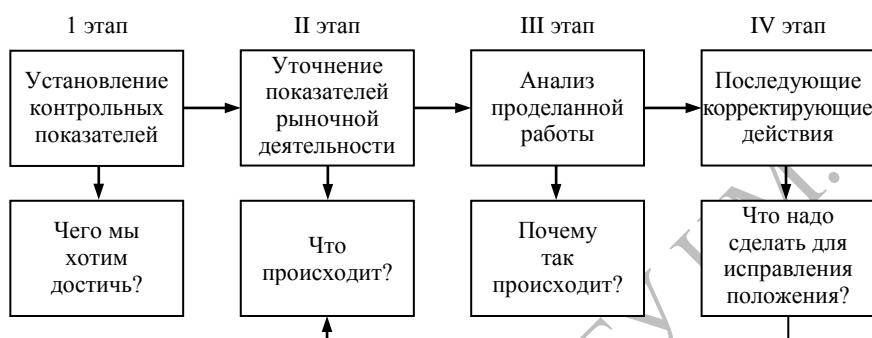 1 этап
II этап
III этап
IV этап
Установление
контрольных
показателей
Уточнение
показателей
рыночной
деятельности
Анализ
проделанной
работы
Последующие
корректирующие
действия
Чего мы
хотим
достичь?
Что
происходит?
Почему
так
происходит?
Что надо
сделать для
исправления
положения?